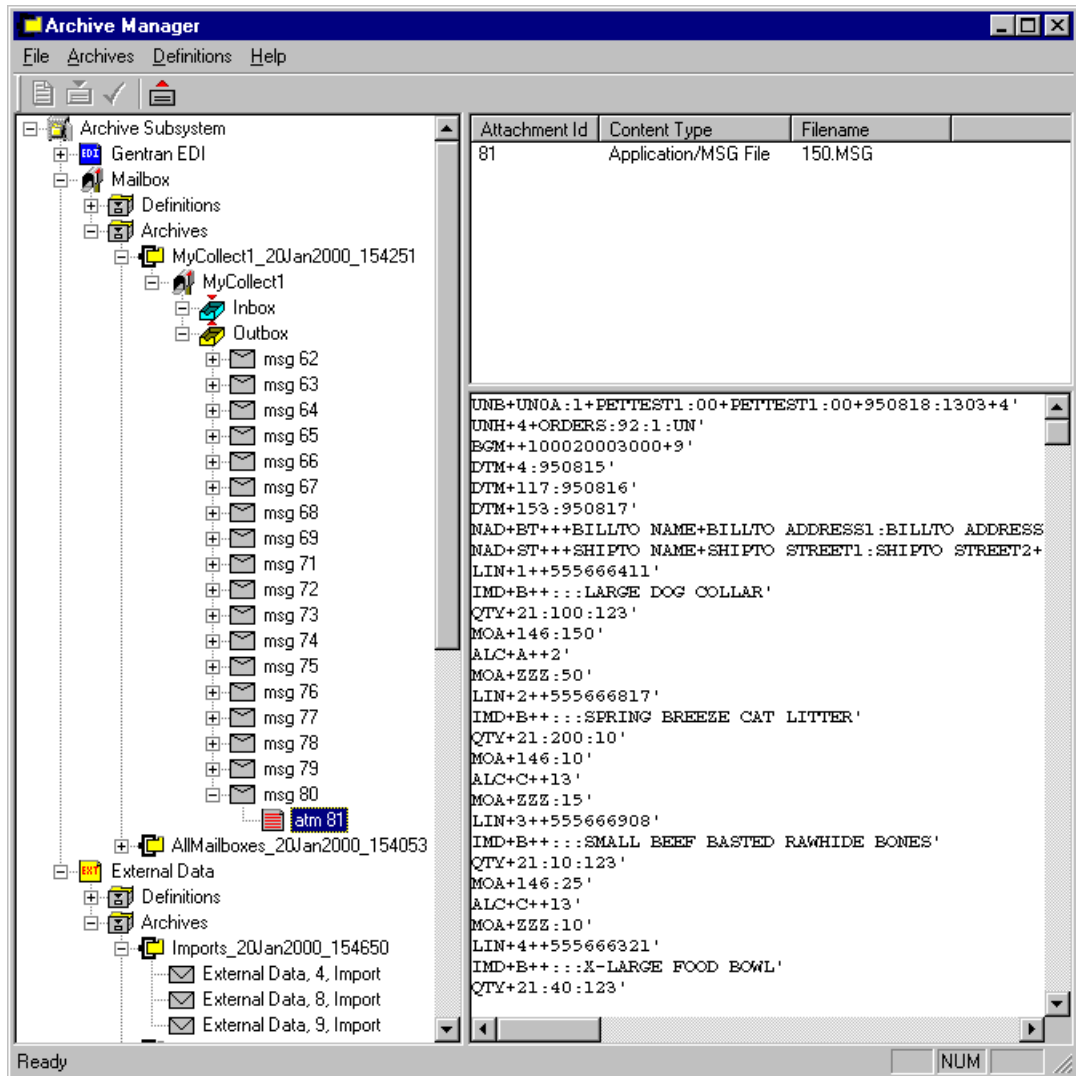 Archive Manager
File Archives Definitions Help
Archive Subsystem
EDI Gentran EDI
Mailbox
Definitions
Archives
MyCollect1_20Jan2000_154251
MyCollect1
Inbox
Outbox
msg 62
msg 63
msg 64
msg 65
msg 66
msg 67
msg 68
msg 69
msg 71
msg 72
msg 73
msg 74
msg 75
msg 76
msg 77
msg 78
msg 79
msg 80
atm 81
AllMailboxes_20Jan2000_154053
EXT External Data
Definitions
Archives
Imports_20Jan2000_154650
External Data, 4, Import
External Data, 8, Import
External Data, 9, Import
Attachment Id Content Type Filename
81 Application/MSG File 150.MSG
UNB+UNOA:1+PETTEST1:00+PETTEST1:00+950818:1303+4'
UNH+4+ORDERS:92:1:UN'
BGM++100020003000+9'
DTM+4:950815'
DTM+117:950816'
DTM+153:950817'
NAD+BT+++BILLTO NAME+BILLTO ADDRESS1:BILLTO ADDRESS
NAD+ST+++SHIPTO NAME+SHIPTO STREET1:SHIPTO STREET2+
LIN+1++555666411'
IMD+B++:::LARGE DOG COLLAR'
QTY+21:100:123'
MOA+146:150'
ALC+A++2'
MOA+ZZZ:50'
LIN+2++555666817'
IMD+B++:::SPRING BREEZE CAT LITTER'
QTY+21:200:10'
MOA+146:10'
ALC+C++13'
MOA+ZZZ:15'
LIN+3++555666908'
IMD+B++:::SMALL BEEF BASTED RAWHIDE BONES'
QTY+21:10:123'
MOA+146:25'
ALC+C++13'
MOA+ZZZ:10'
LIN+4++555666321'
IMD+B++:::X-LARGE FOOD BOWL'
QTY+21:40:123'
Ready NUM